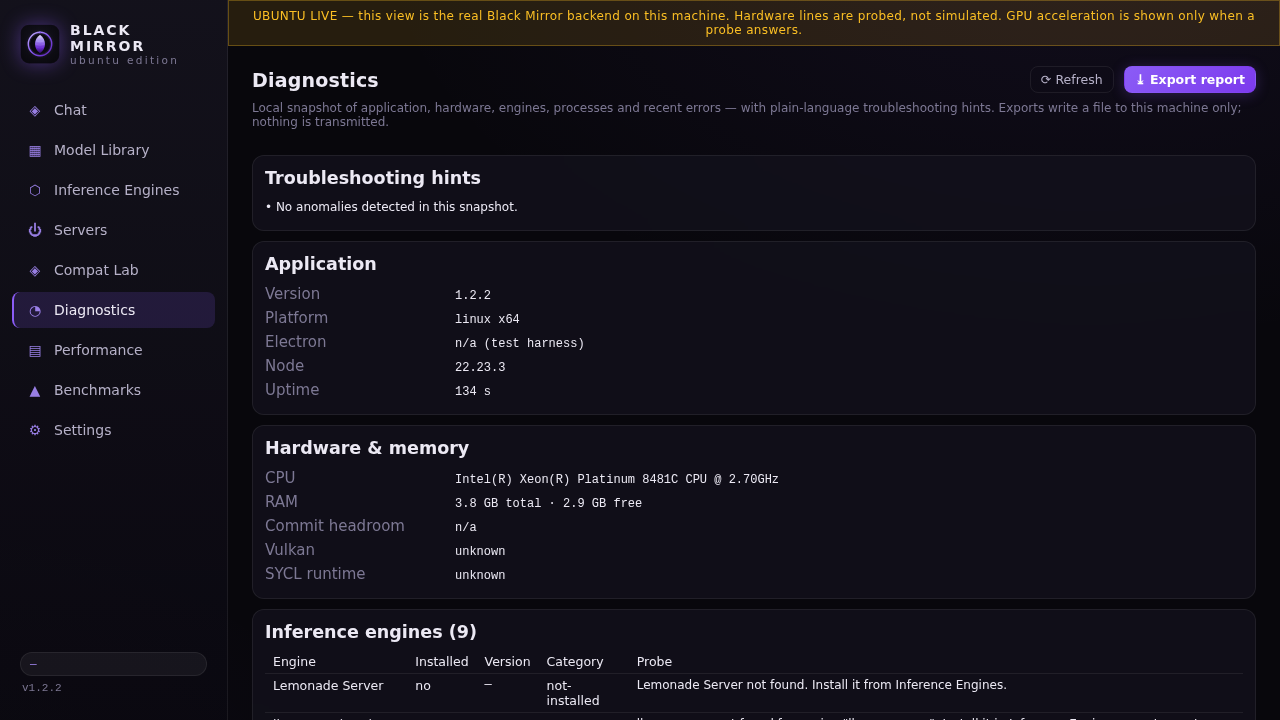 BLACK
MIRROR
ubuntu edition
Chat
Model Library
Inference Engines
Servers
Compat Lab
Diagnostics
Performance
Benchmarks
Settings
—
v1.2.2
UBUNTU LIVE — this view is the real Black Mirror backend on this machine. Hardware lines are probed, not simulated. GPU acceleration is shown only when a
probe answers.
Diagnostics
⟳ Refresh
⤓ Export report
Local snapshot of application, hardware, engines, processes and recent errors — with plain-language troubleshooting hints. Exports write a file to this machine only;
nothing is transmitted.
Troubleshooting hints
• No anomalies detected in this snapshot.
Application
Version 1.2.2
Platform linux x64
Electron n/a (test harness)
Node 22.23.3
Uptime 134 s
Hardware & memory
CPU Intel(R) Xeon(R) Platinum 8481C CPU @ 2.70GHz
RAM 3.8 GB total · 2.9 GB free
Commit headroom n/a
Vulkan unknown
SYCL runtime unknown
Inference engines (9)
Engine Installed Version Category Probe
Lemonade Server no — not-installed Lemonade Server not found. Install it from Inference Engines.